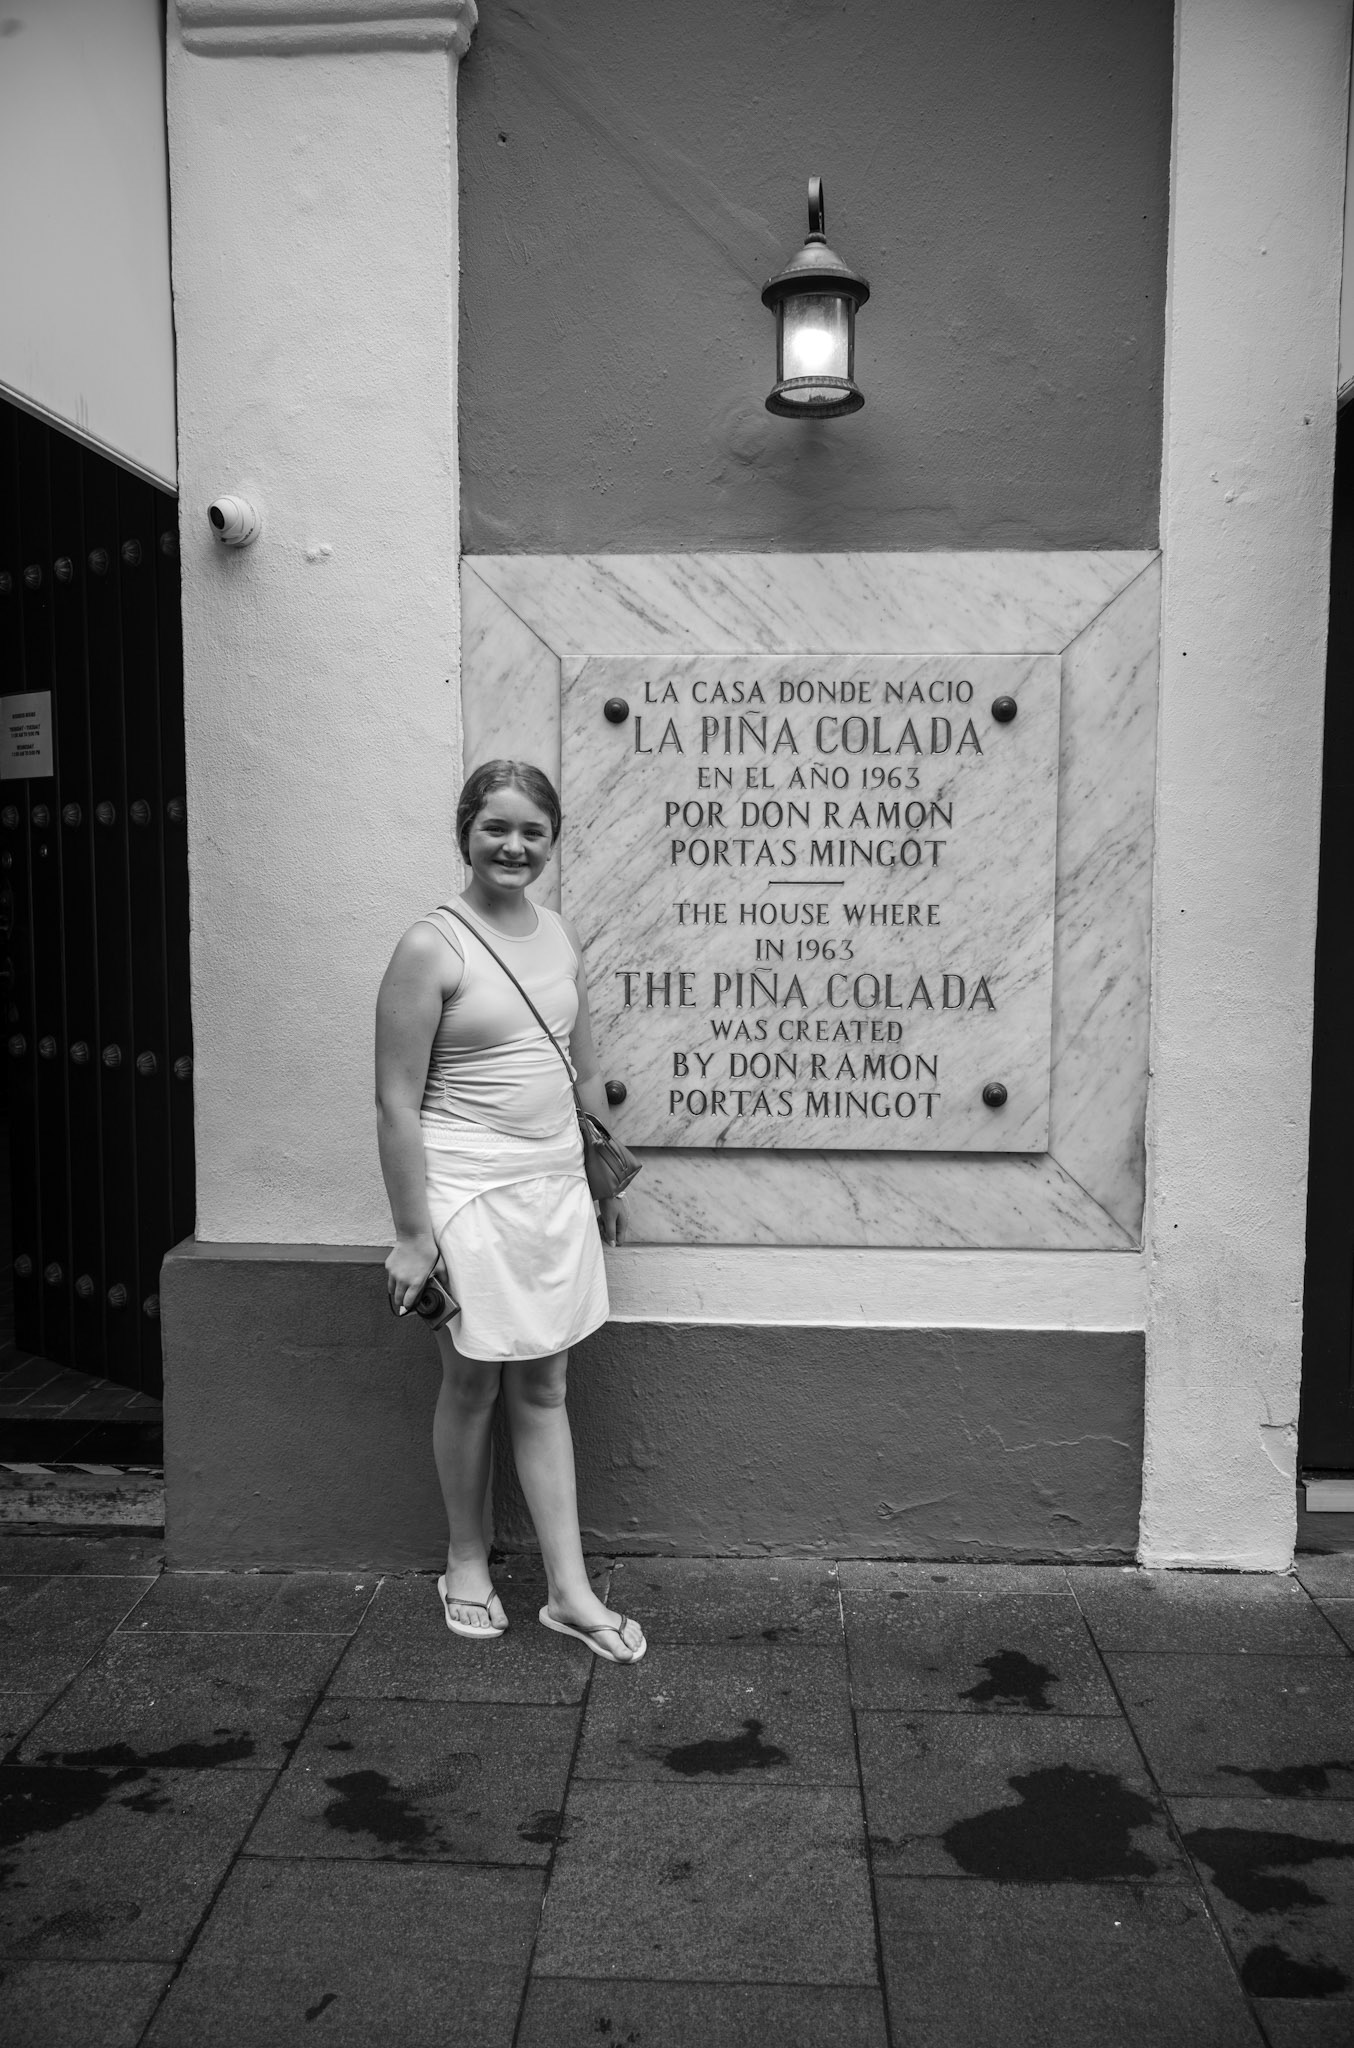 LA CASA DONDE NACIO
LA PIÑA COLADA
EN EL AÑO 1963
POR DON RAMON
PORTAS MINGOT
THE HOUSE WHERE
IN 1963
THE PIÑA COLADA
WAS CREATED
BY DON RAMON
PORTAS MINGOT